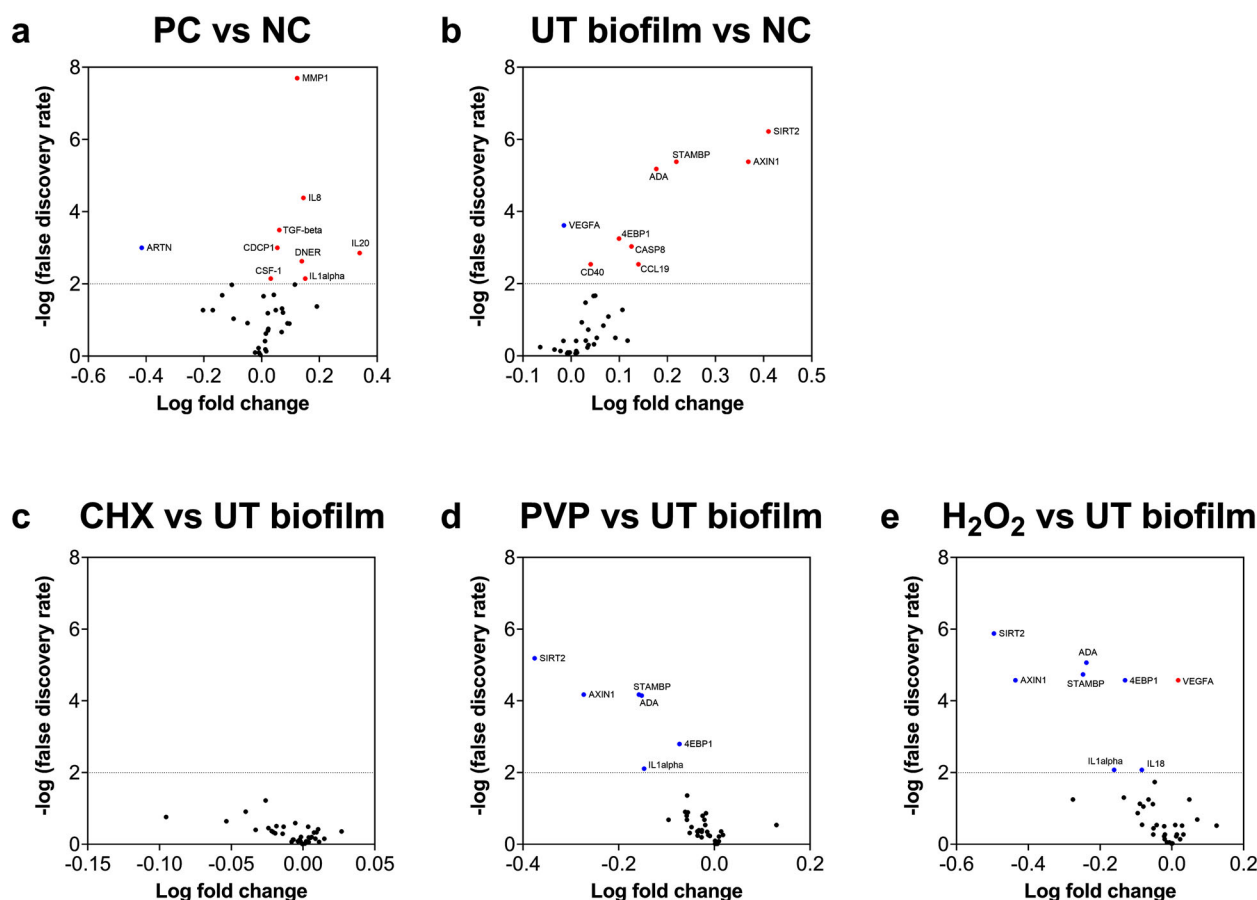 a PC vs NC
8
6
4
2
0
-0.6 -0.4 -0.2 0.0 0.2 0.4
-log (false discovery rate)
Log fold change
MMP1
IL8
TGF-beta
CDCP1
ARTN
IL20
DNER
CSF-1
IL1alpha
b UT biofilm vs NC
8
6
4
2
0
-0.1 0.0 0.1 0.2 0.3 0.4 0.5
-log (false discovery rate)
Log fold change
SIRT2
STAMBP
AXIN1
ADA
VEGFA
4EBP1
CASP8
CD40
CCL19
c CHX vs UT biofilm
8
6
4
2
0
-0.15 -0.10 -0.05 0.00 0.05
-log (false discovery rate)
Log fold change
d PVP vs UT biofilm
8
6
4
2
0
-0.4 -0.2 0.0 0.2
-log (false discovery rate)
Log fold change
SIRT2
AXIN1
STAMBP
ADA
4EBP1
IL1alpha
e H₂O₂ vs UT biofilm
8
6
4
2
0
-0.6 -0.4 -0.2 0.0 0.2
-log (false discovery rate)
Log fold change
SIRT2
ADA
AXIN1
STAMBP
4EBP1
VEGFA
IL1alpha
IL18